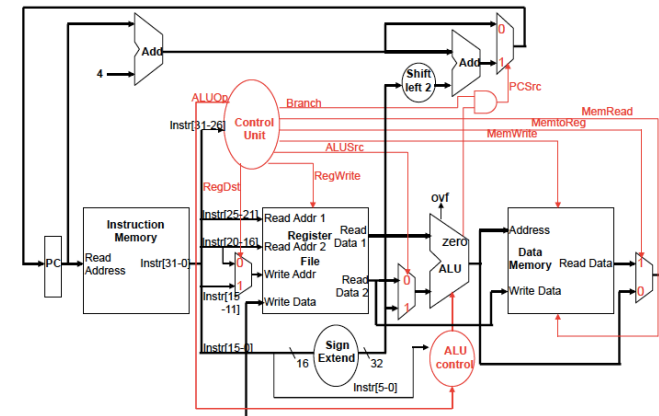 Add
4
Add
Shift
left 2
0
1
PCSrc
ALUOp
Branch
MemRead
MemtoReg
MemWrite
Instr[31-26]
Control
Unit
ALUSrc
RegWrite
RegDst
ovf
Instruction
Memory
PC
Read
Address
Instr[31-0]
Instr[25-21]
Read Addr 1
Instr[20-16]
Read Addr 2
Register
File
Read
Data 1
Write Addr
Read
Data 2
Write Data
0
1
Instr[15
-11]
zero
ALU
0
1
Address
Data
Memory
Read Data
Write Data
1
0
Instr[15-0]
Sign
Extend
16
32
ALU
control
Instr[5-0]